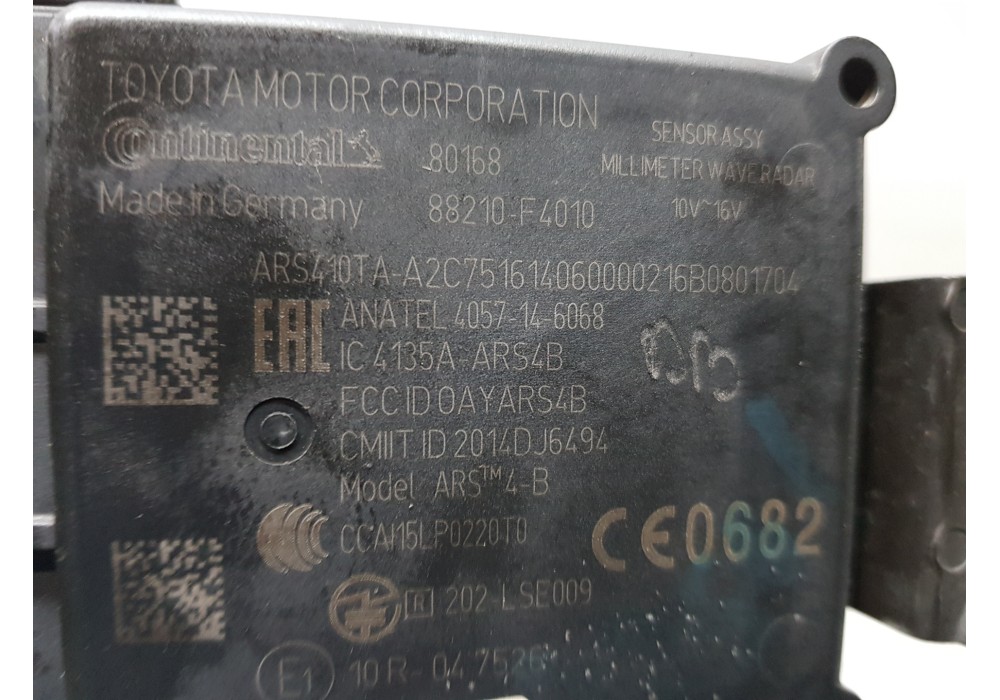 TOYOTA MOTOR CORPORATION
Continental 80168
SENSOR ASSY
MILLIMETER WAVE RADAR
10V~16V
Made in Germany 88210-F4010
ARS410TA-A2C7516140600000216B0801704
EAC ANATEL 4057-14-6068
IC 4135A-ARS4B
FCC ID OAYARS4B
CMIIT ID 2014DJ6494
Model ARS™4-B
CCAI15LP0220T0
CE0682
R 202-LSE009
E1 10 R-04 7526